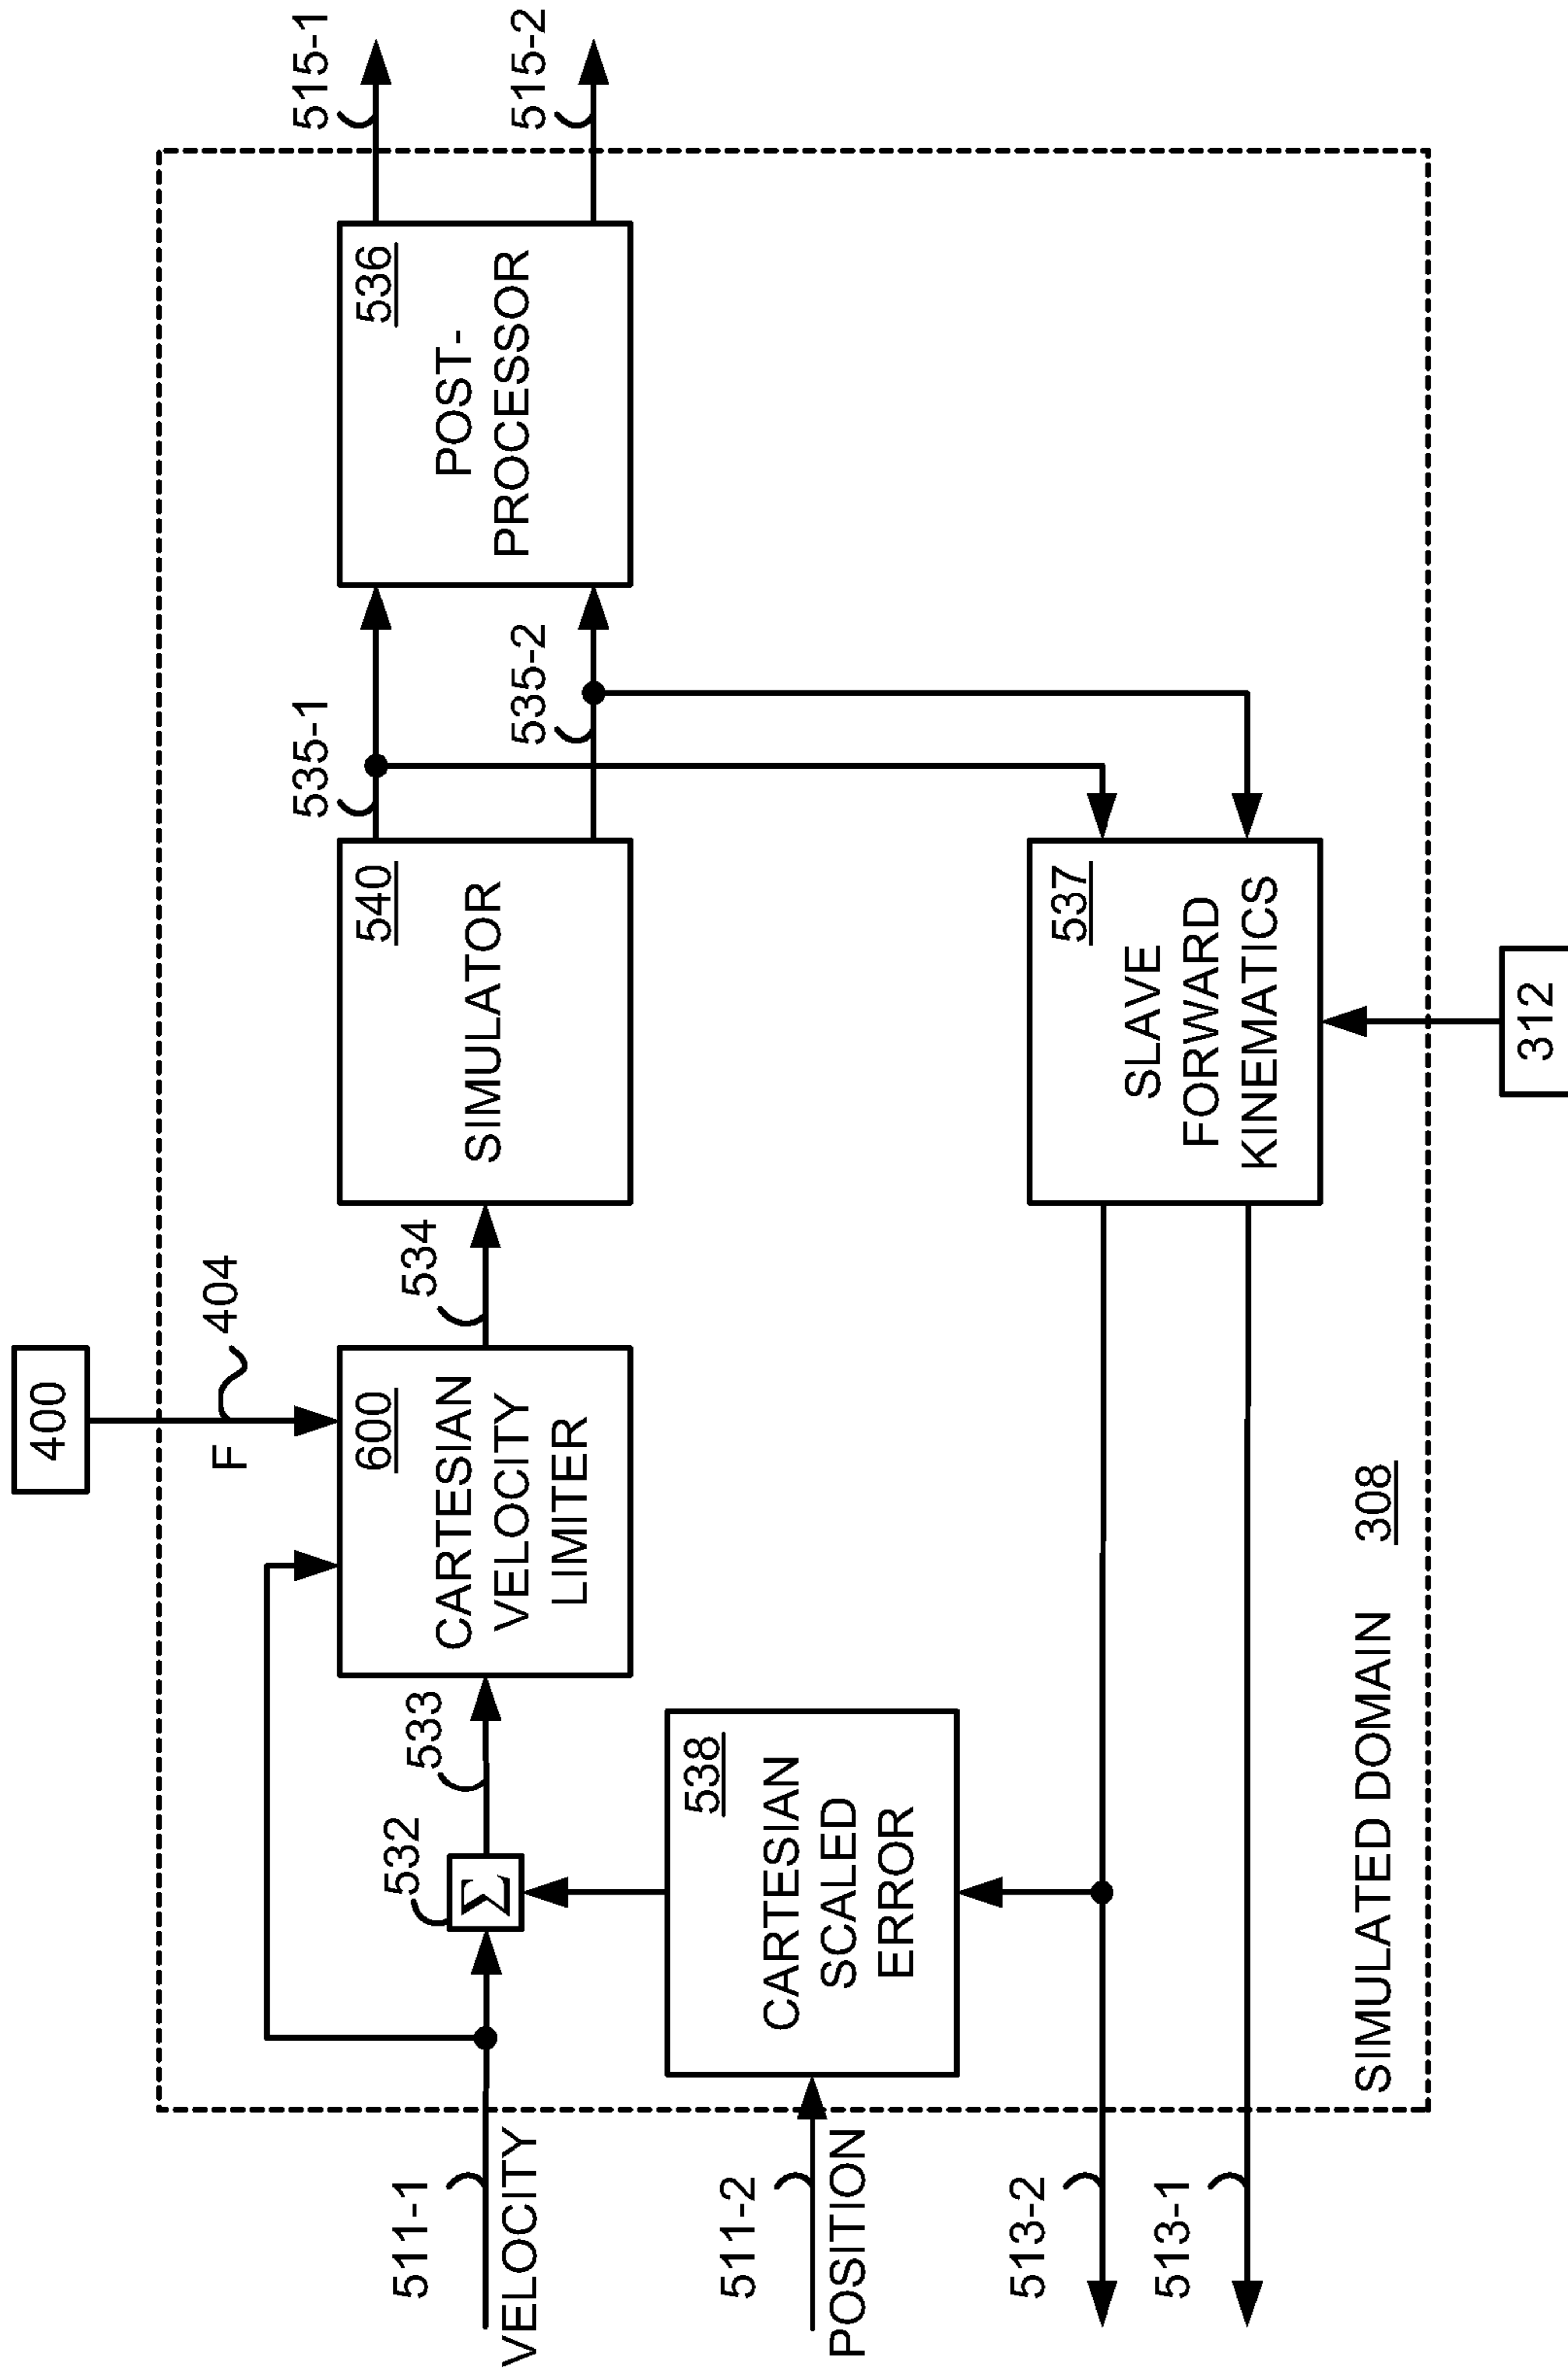 400
F
404
515-1
515-2
511-1
VELOCITY
532
Σ
533
600
CARTESIAN
VELOCITY
LIMITER
534
540
SIMULATOR
535-1
535-2
536
POST-
PROCESSOR
511-2
POSITION
538
CARTESIAN
SCALED
ERROR
537
SLAVE
FORWARD
KINEMATICS
513-2
513-1
SIMULATED DOMAIN 308
312